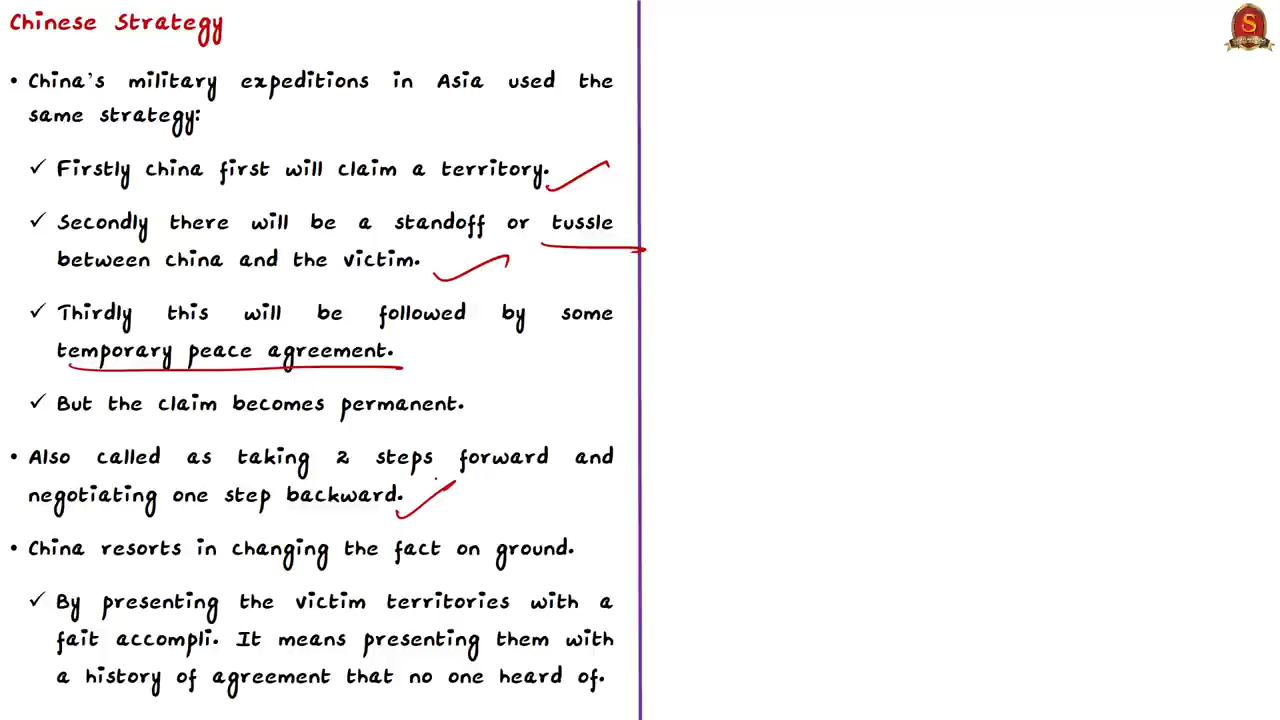 Chinese Strategy
• China's military expeditions in Asia used the
same strategy:
✓ Firstly china first will claim a territory.
✓ Secondly there will be a standoff or tussle
between china and the victim.
✓ Thirdly this will be followed by some
temporary peace agreement.
✓ But the claim becomes permanent.
• Also called as taking 2 steps forward and
negotiating one step backward.
• China resorts in changing the fact on ground.
✓ By presenting the victim territories with a
fait accompli. It means presenting them with
a history of agreement that no one heard of.
S